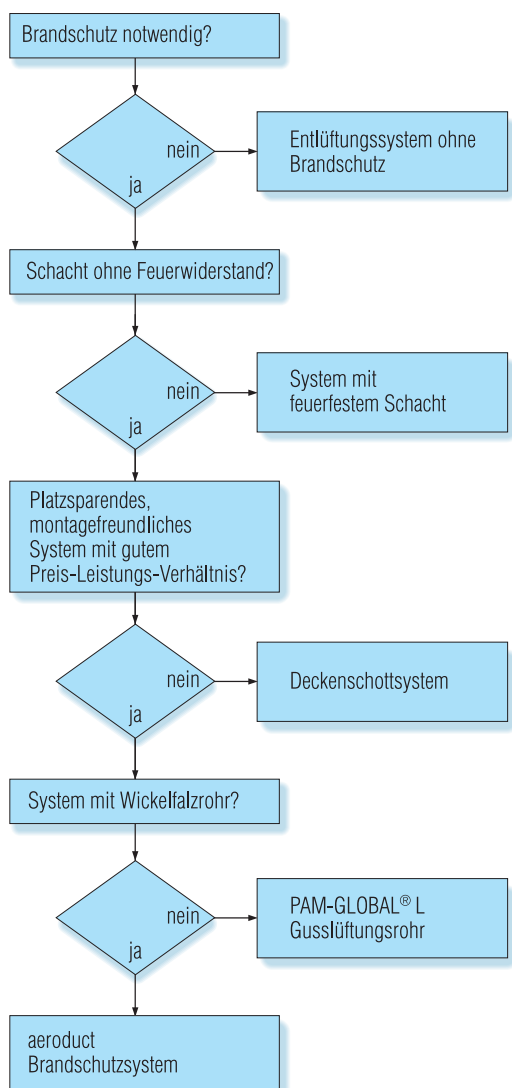 Brandschutz notwendig?
nein
ja
Entlüftungssystem ohne
Brandschutz
Schacht ohne Feuerwiderstand?
nein
ja
System mit
feuerfestem Schacht
Platzsparendes,
montagefreundliches
System mit gutem
Preis-Leistungs-Verhältnis?
nein
ja
Deckenschottsystem
System mit Wickelfalzrohr?
nein
ja
PAM-GLOBAL® L
Gusslüftungsrohr
aeroduct
Brandschutzsystem